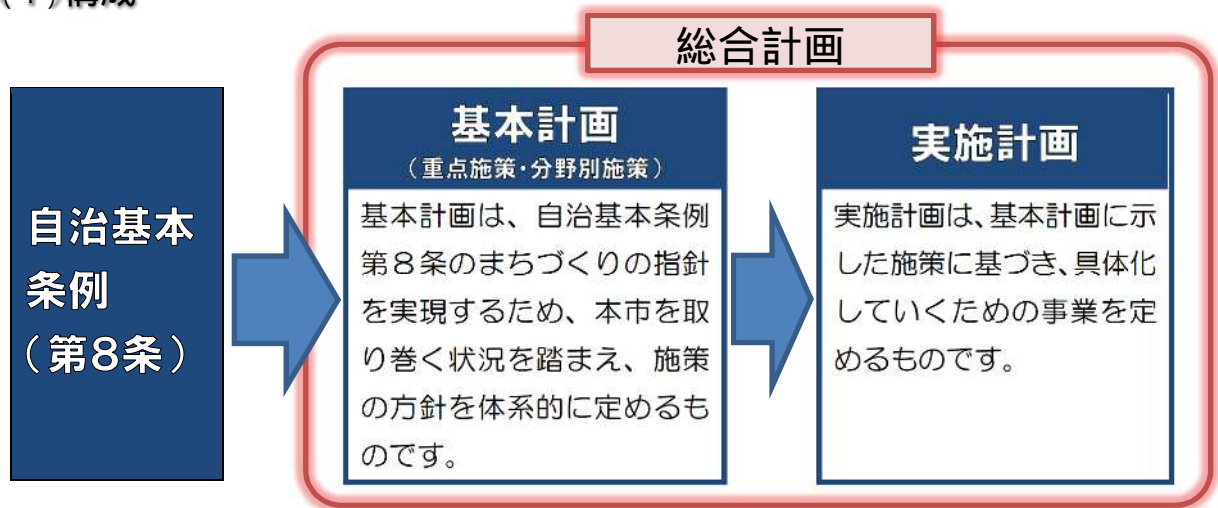 (1)構成
総合計画
自治基本
条例
(第8条)
基本計画
(重点施策・分野別施策)
基本計画は、自治基本条例
第8条のまちづくりの指針
を実現するため、本市を取
り巻く状況を踏まえ、施策
の方針を体系的に定めるも
のです。
実施計画
実施計画は、基本計画に示
した施策に基づき、具体化
していくための事業を定
めるものです。